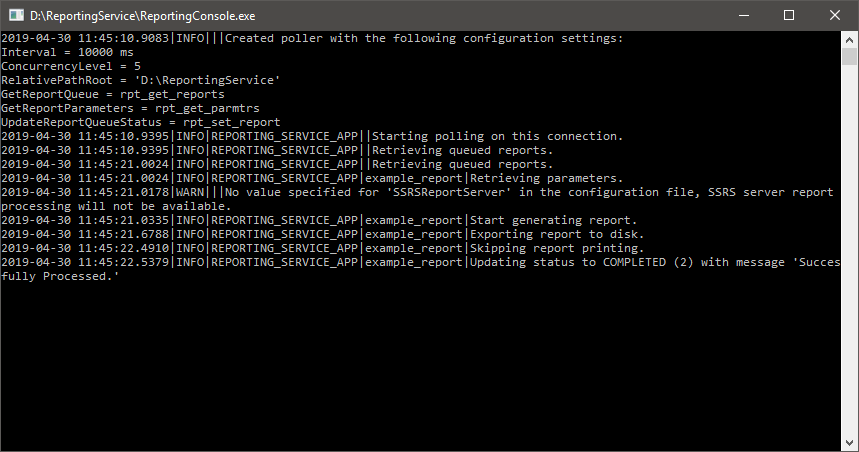 D:\ReportingService\ReportingConsole.exe
2019-04-30 11:45:10.9083|INFO|||Created poller with the following configuration settings:
Interval = 10000 ms
ConcurrencyLevel = 5
RelativePathRoot = 'D:\ReportingService'
GetReportQueue = rpt_get_reports
GetReportParameters = rpt_get_parmtrs
UpdateReportQueueStatus = rpt_set_report
2019-04-30 11:45:10.9395|INFO|REPORTING_SERVICE_APP||Starting polling on this connection.
2019-04-30 11:45:10.9395|INFO|REPORTING_SERVICE_APP||Retrieving queued reports.
2019-04-30 11:45:21.0024|INFO|REPORTING_SERVICE_APP||Retrieving queued reports.
2019-04-30 11:45:21.0024|INFO|REPORTING_SERVICE_APP|example_report|Retrieving parameters.
2019-04-30 11:45:21.0178|WARN|||No value specified for 'SSRSReportServer' in the configuration file, SSRS server report
processing will not be available.
2019-04-30 11:45:21.0335|INFO|REPORTING_SERVICE_APP|example_report|Start generating report.
2019-04-30 11:45:21.6788|INFO|REPORTING_SERVICE_APP|example_report|Exporting report to disk.
2019-04-30 11:45:22.4910|INFO|REPORTING_SERVICE_APP|example_report|Skipping report printing.
2019-04-30 11:45:22.5379|INFO|REPORTING_SERVICE_APP|example_report|Updating status to COMPLETED (2) with message 'Succes
fully Processed.'